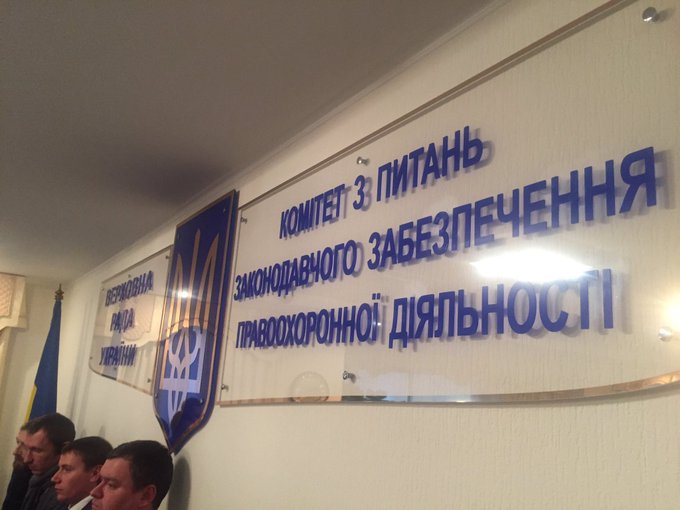 ВЕРХОВНА
РАДА
УКРАЇНИ
КОМІТЕТ З ПИТАНЬ
ЗАКОНОДАВЧОГО ЗАБЕЗПЕЧЕННЯ
ПРАВООХОРОННОЇ ДІЯЛЬНОСТІ